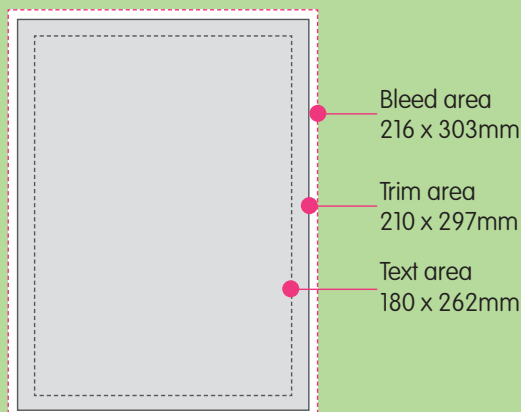 Bleed area
216 x 303mm
Trim area
210 x 297mm
Text area
180 x 262mm